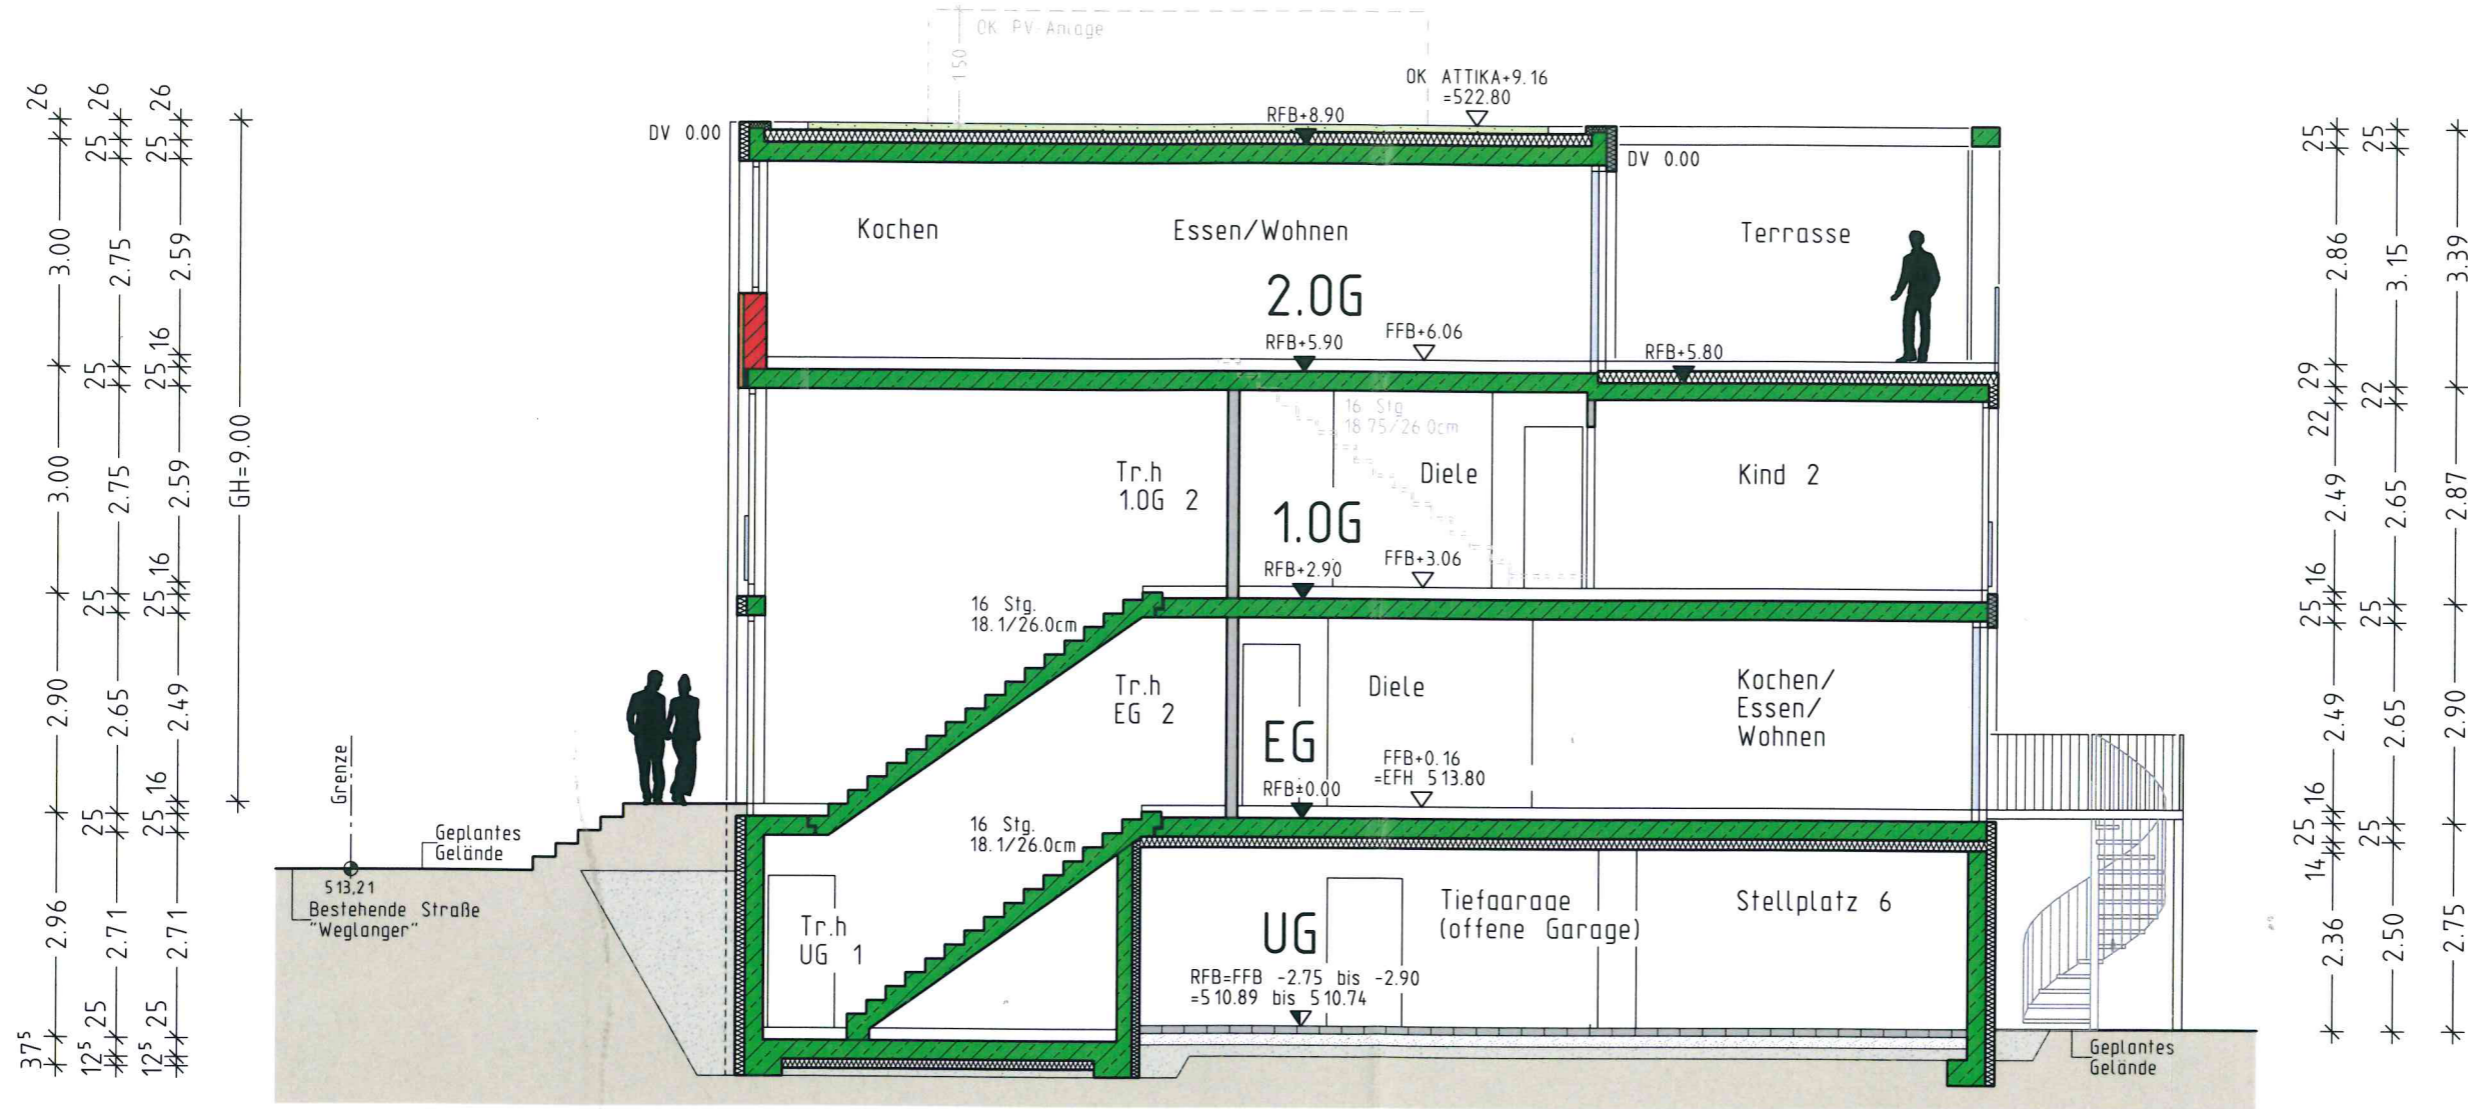 OK PV-Anlage
150
OK ATTIKA+9.16
=522.80
RFB+8.90
DV 0.00
DV 0.00
Kochen
Essen/Wohnen
Terrasse
2.OG
RFB+5.90
FFB+6.06
RFB+5.80
16 Stg
18.75/26.0cm
Tr.h
1.OG 2
Diele
Kind 2
1.OG
RFB+2.90
FFB+3.06
16 Stg.
18.1/26.0cm
Tr.h
EG 2
Diele
Kochen/
Essen/
Wohnen
EG
FFB+0.16
=EFH 513.80
RFB±0.00
16 Stg.
18.1/26.0cm
Grenze
Geplantes
Gelände
513,21
Bestehende Straße
"Weglanger"
Tr.h
UG 1
UG
Tiefgarage
(offene Garage)
Stellplatz 6
RFB=FFB -2.75 bis -2.90
=510.89 bis 510.74
Geplantes
Gelände
26
3.00
3.00
2.90
2.96
37⁵
26
25
2.75
25
2.75
25
2.65
25
2.71
25
12⁵
26
25
2.59
16
25
2.59
16
25
2.49
16
25
2.71
25
12⁵
GH=9.00
25
2.86
29
22
2.49
16
25
2.49
16
25
14
2.36
25
3.15
22
2.65
25
2.65
25
2.50
3.39
2.87
2.90
2.75